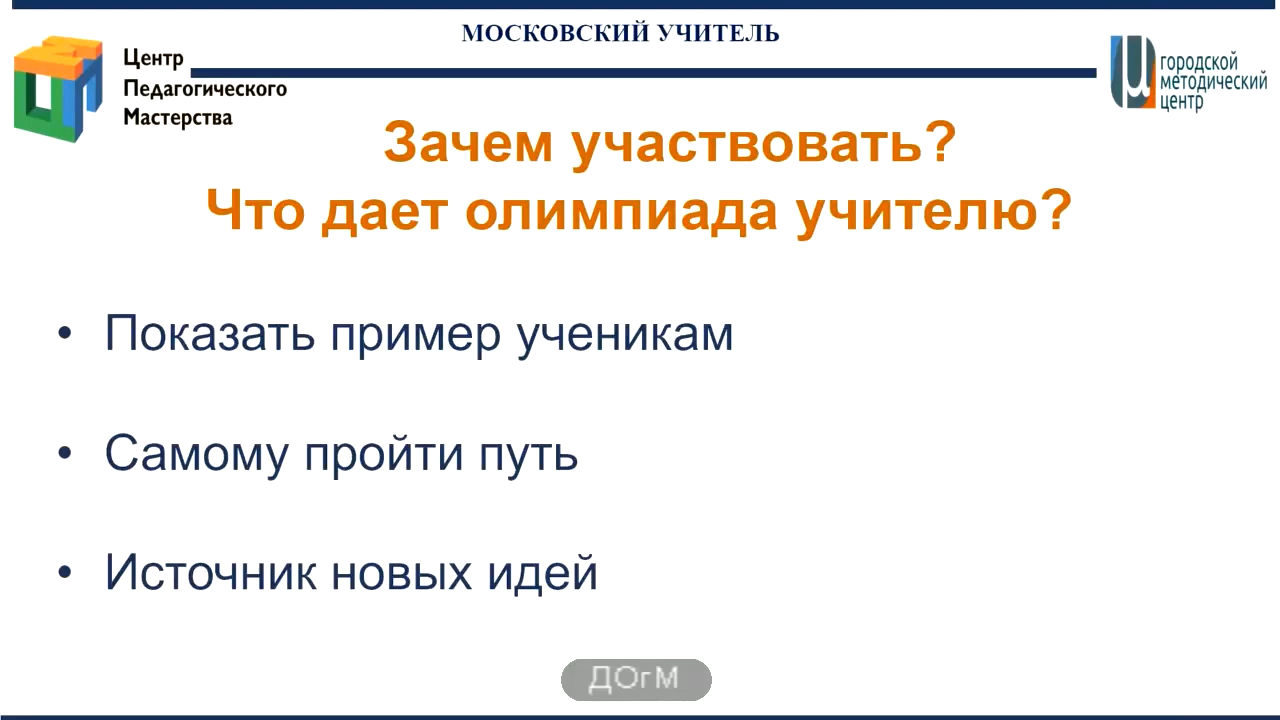 МОСКОВСКИЙ УЧИТЕЛЬ
Центр
Педагогического
Мастерства
городской
методический
центр
Зачем участвовать?
Что дает олимпиада учителю?
• Показать пример ученикам
• Самому пройти путь
• Источник новых идей
ДОгМ